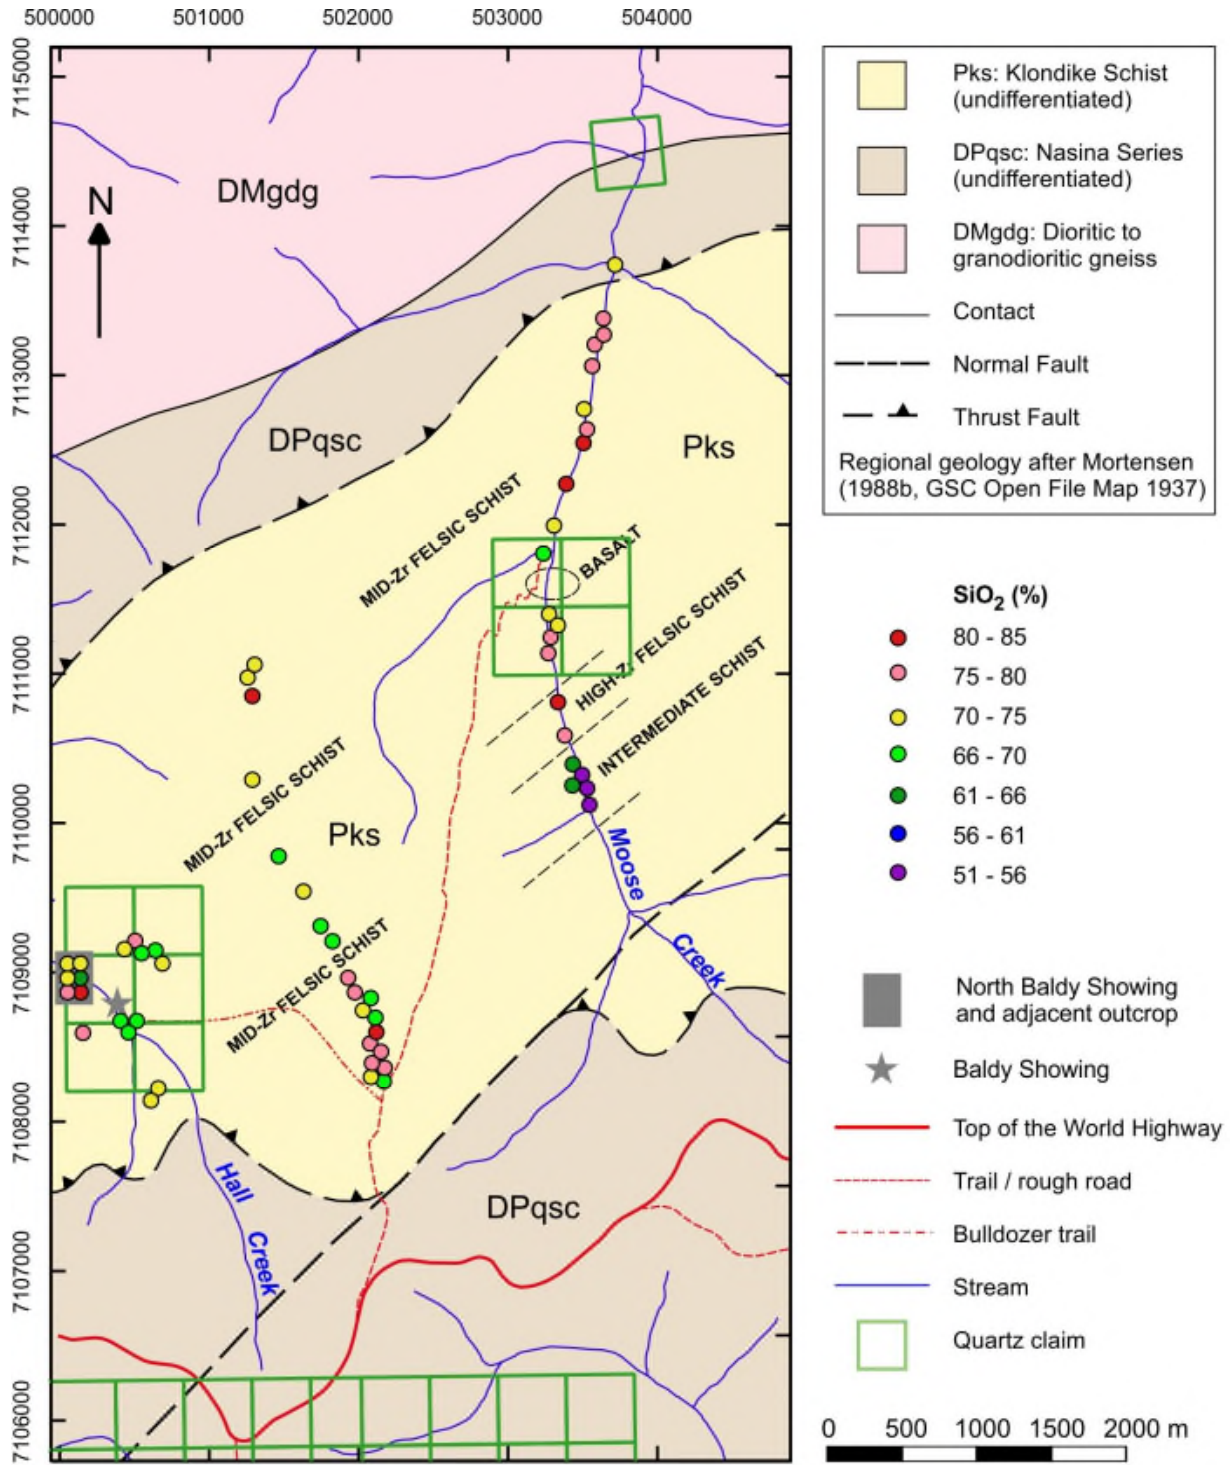 500000 501000 502000 503000 504000
7115000
7114000
7113000
7112000
7111000
7110000
7109000
7108000
7107000
7106000
N
DMgdg
DPqsc
Pks
MID-Zr FELSIC SCHIST
BASALT
HIGH-Zr FELSIC SCHIST
INTERMEDIATE SCHIST
MID-Zr FELSIC SCHIST
Pks
Moose
Creek
MID-Zr FELSIC SCHIST
Hall
Creek
DPqsc
Pks: Klondike Schist
(undifferentiated)
DPqsc: Nasina Series
(undifferentiated)
DMgdg: Dioritic to
granodioritic gneiss
Contact
Normal Fault
Thrust Fault
Regional geology after Mortensen
(1988b, GSC Open File Map 1937)
SiO2 (%)
80 - 85
75 - 80
70 - 75
66 - 70
61 - 66
56 - 61
51 - 56
North Baldy Showing
and adjacent outcrop
Baldy Showing
Top of the World Highway
Trail / rough road
Bulldozer trail
Stream
Quartz claim
0 500 1000 1500 2000 m